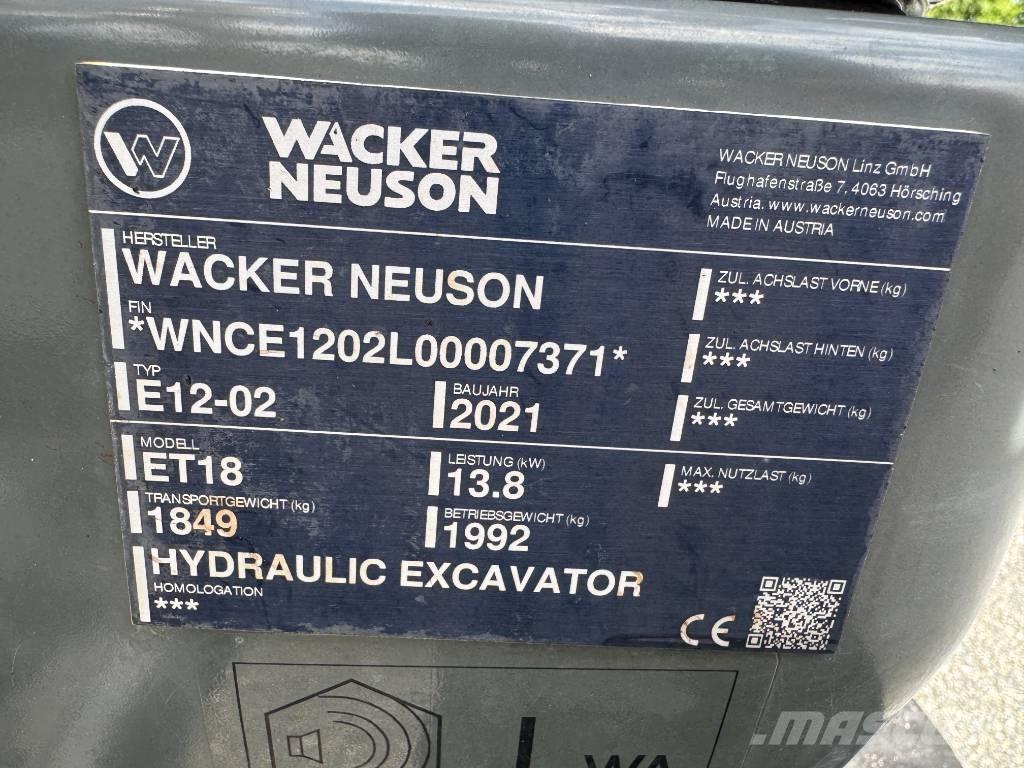 WACKER
NEUSON
WACKER NEUSON Linz GmbH
Flughafenstraße 7, 4063 Hörsching
Austria. www.wackerneuson.com
MADE IN AUSTRIA
HERSTELLER
WACKER NEUSON
FIN
*WNCE1202L00007371*
TYP
E12-02
BAUJAHR
2021
ZUL. ACHSLAST VORNE (kg)
***
ZUL. ACHSLAST HINTEN (kg)
***
ZUL. GESAMTGEWICHT (kg)
***
MODELL
ET18
LEISTUNG (kW)
13.8
MAX. NUTZLAST (kg)
***
TRANSPORTGEWICHT (kg)
1849
BETRIEBSGEWICHT (kg)
1992
HYDRAULIC EXCAVATOR
HOMOLOGATION
***
CE
WA